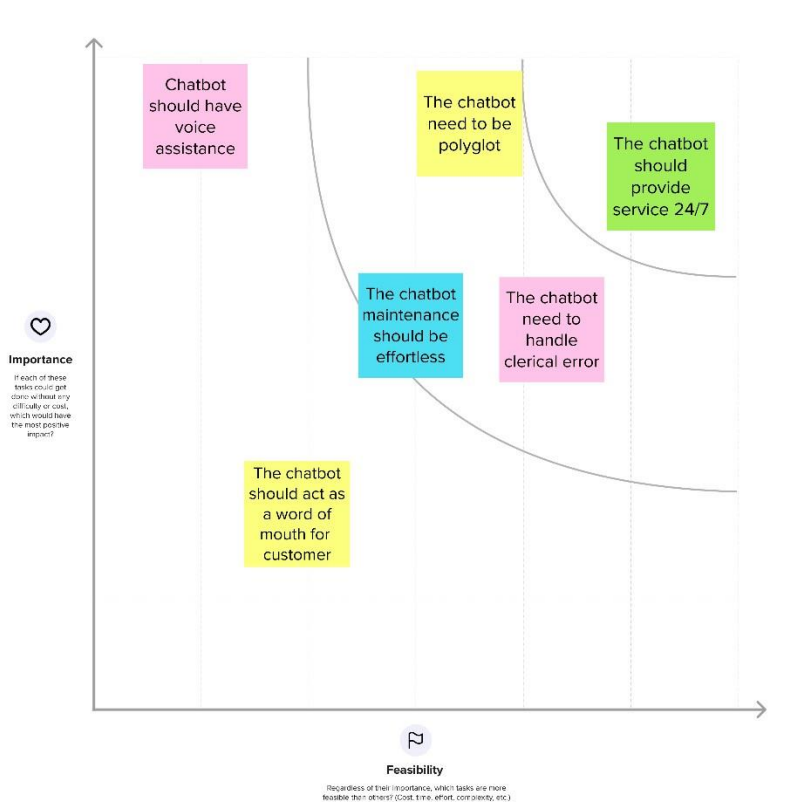 Chatbot
should have
voice
assistance
The chatbot
need to be
polyglot
The chatbot
should
provide
service 24/7
The chatbot
maintenance
should be
effortless
The chatbot
need to
handle
clerical error
Importance
If each of these
tasks could get
done without any
difficulty or cost,
which would have
the most positive
impact?
The chatbot
should act as
a word of
mouth for
customer
Feasibility
Regardless of their importance, which tasks are more
feasible than others? (Cost, time, effort, complexity, etc.)